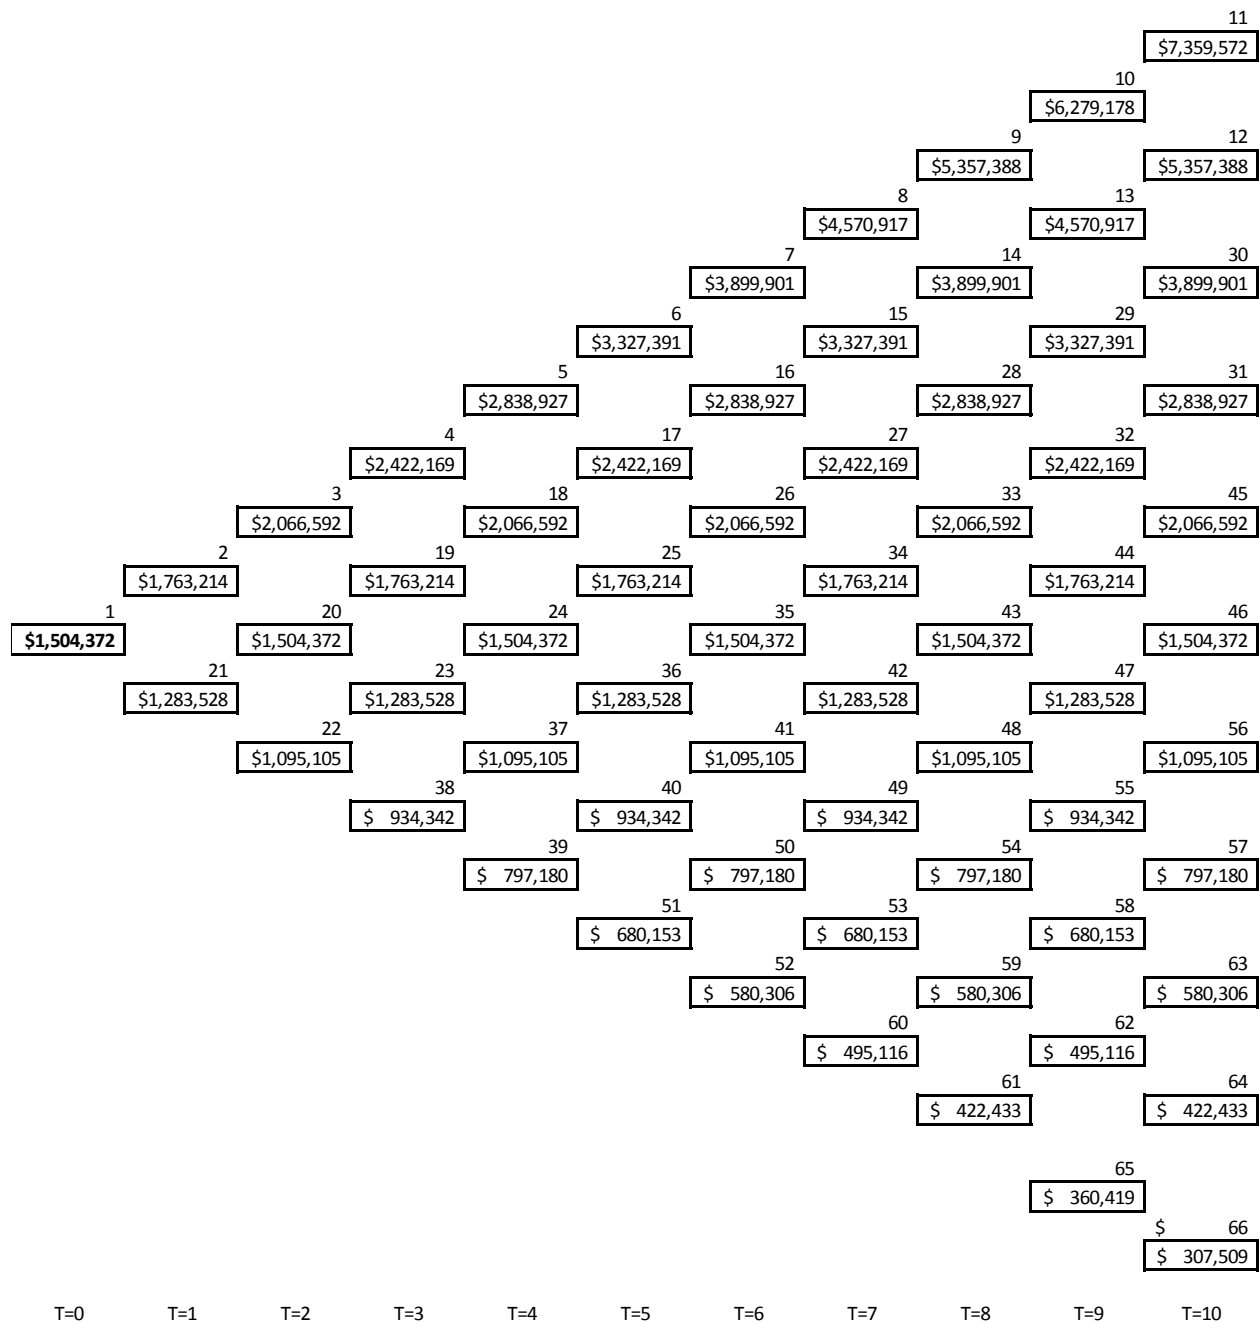 11
$7,359,572
10
$6,279,178
9 12
$5,357,388 $5,357,388
8 13
$4,570,917 $4,570,917
7 14 30
$3,899,901 $3,899,901 $3,899,901
6 15 29
$3,327,391 $3,327,391 $3,327,391
5 16 28 31
$2,838,927 $2,838,927 $2,838,927 $2,838,927
4 17 27 32
$2,422,169 $2,422,169 $2,422,169 $2,422,169
3 18 26 33 45
$2,066,592 $2,066,592 $2,066,592 $2,066,592 $2,066,592
2 19 25 34 44
$1,763,214 $1,763,214 $1,763,214 $1,763,214 $1,763,214
1 20 24 35 43 46
$1,504,372 $1,504,372 $1,504,372 $1,504,372 $1,504,372 $1,504,372
21 23 36 42 47
$1,283,528 $1,283,528 $1,283,528 $1,283,528 $1,283,528
22 37 41 48 56
$1,095,105 $1,095,105 $1,095,105 $1,095,105 $1,095,105
38 40 49 55
$ 934,342 $ 934,342 $ 934,342 $ 934,342
39 50 54 57
$ 797,180 $ 797,180 $ 797,180 $ 797,180
51 53 58
$ 680,153 $ 680,153 $ 680,153
52 59 63
$ 580,306 $ 580,306 $ 580,306
60 62
$ 495,116 $ 495,116
61 64
$ 422,433 $ 422,433
65
$ 360,419
$ 66
$ 307,509
T=0 T=1 T=2 T=3 T=4 T=5 T=6 T=7 T=8 T=9 T=10